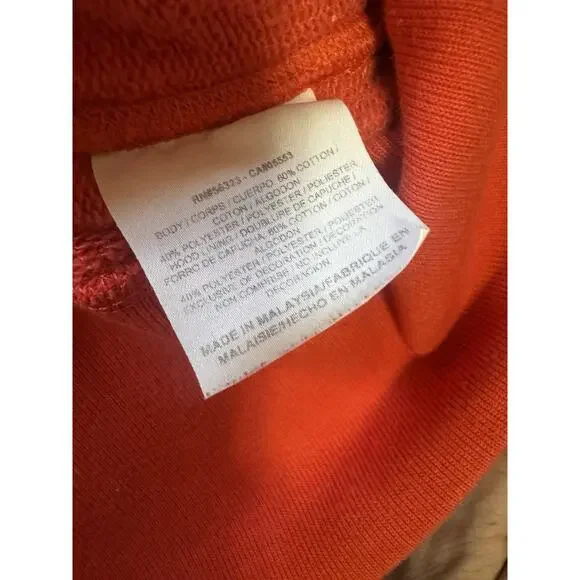 RN#56323 - CA#05553
BODY / CORPS / CUERPO 60% COTTON /
COTON / ALGODON
40% POLYESTER / POLYESTER / POLIESTER
HOOD LINING / DOUBLURE DE CAPUCHE /
FORRO DE CAPUCHA, 60% COTTON / COTON /
ALGODON
40% POLYESTER / POLYESTER / POLIESTER
EXCLUSIVE OF DECORATION / DECORATION
NON COMPRISE / NO INCLUYE LA
DECORACION
MADE IN MALAYSIA/FABRIQUE EN
MALAISIE/HECHO EN MALASIA